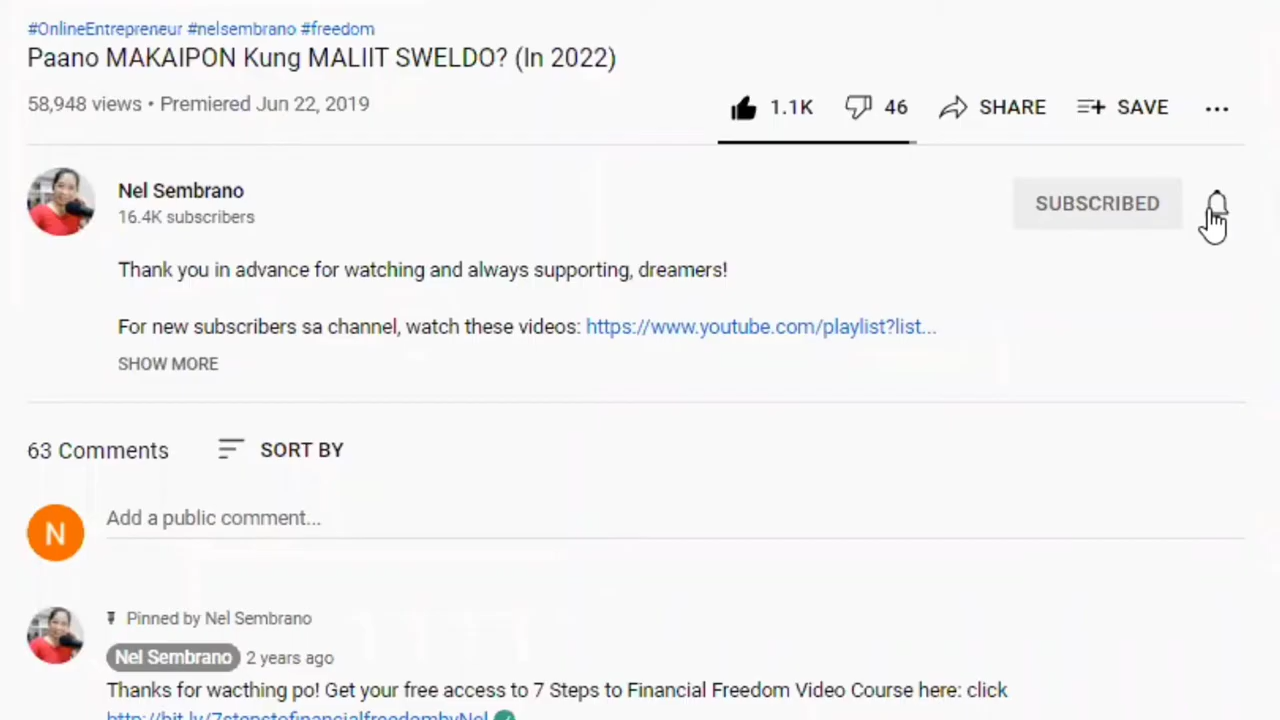 #OnlineEntrepreneur #nelsembrano #freedom
Paano MAKAIPON Kung MALIIT SWELDO? (In 2022)
58,948 views • Premiered Jun 22, 2019
1.1K 46 SHARE SAVE
Nel Sembrano
16.4K subscribers
SUBSCRIBED
Thank you in advance for watching and always supporting, dreamers!
For new subscribers sa channel, watch these videos: https://www.youtube.com/playlist?list...
SHOW MORE
63 Comments SORT BY
N
Add a public comment...
Pinned by Nel Sembrano
Nel Sembrano 2 years ago
Thanks for wacthing po! Get your free access to 7 Steps to Financial Freedom Video Course here: click
http://bit.ly/7stepstofinancialfreedombyNel